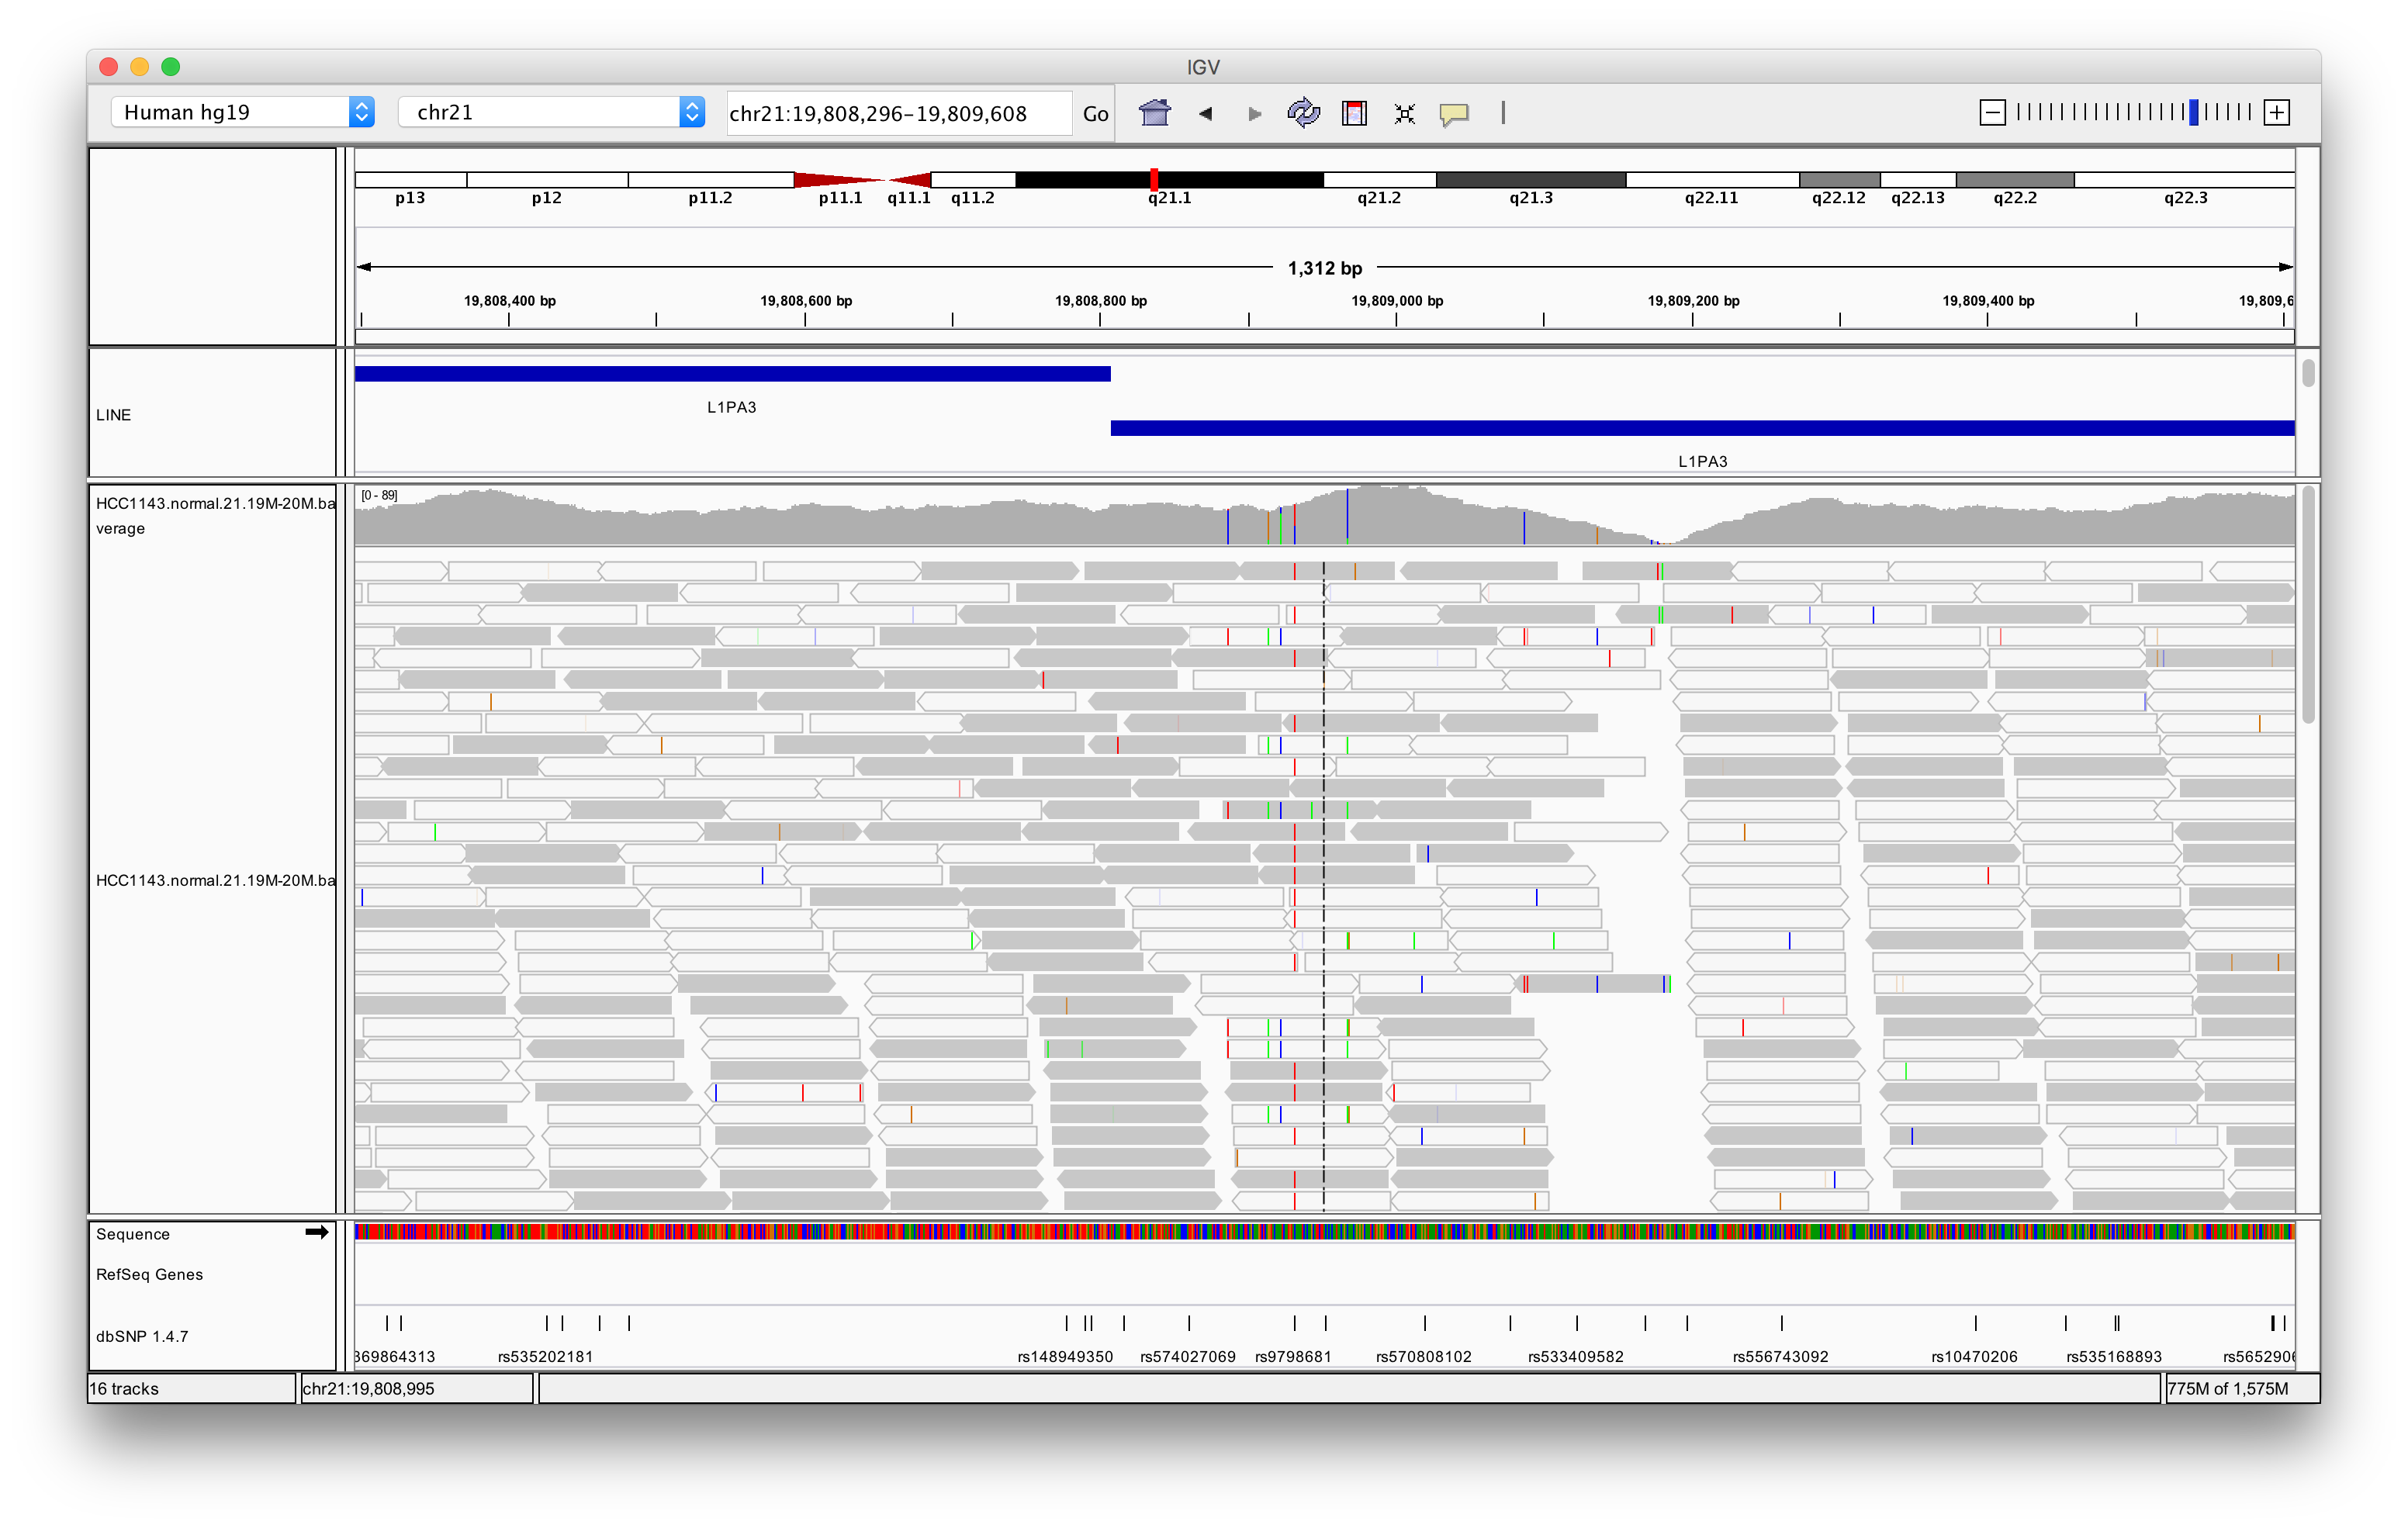 IGV
Human hg19 chr21 chr21:19,808,296-19,809,608 Go
p13 p12 p11.2 p11.1 q11.1 q11.2 q21.1 q21.2 q21.3 q22.11 q22.12 q22.13 q22.2 q22.3
1,312 bp
19,808,400 bp 19,808,600 bp 19,808,800 bp 19,809,000 bp 19,809,200 bp 19,809,400 bp 19,809,6
LINE
L1PA3
L1PA3
HCC1143.normal.21.19M-20M.ba
verage
[0 - 89]
HCC1143.normal.21.19M-20M.ba
Sequence
RefSeq Genes
dbSNP 1.4.7
369864313 rs535202181 rs148949350 rs574027069 rs9798681 rs570808102 rs533409582 rs556743092 rs10470206 rs535168893 rs5652906
16 tracks chr21:19,808,995 775M of 1,575M